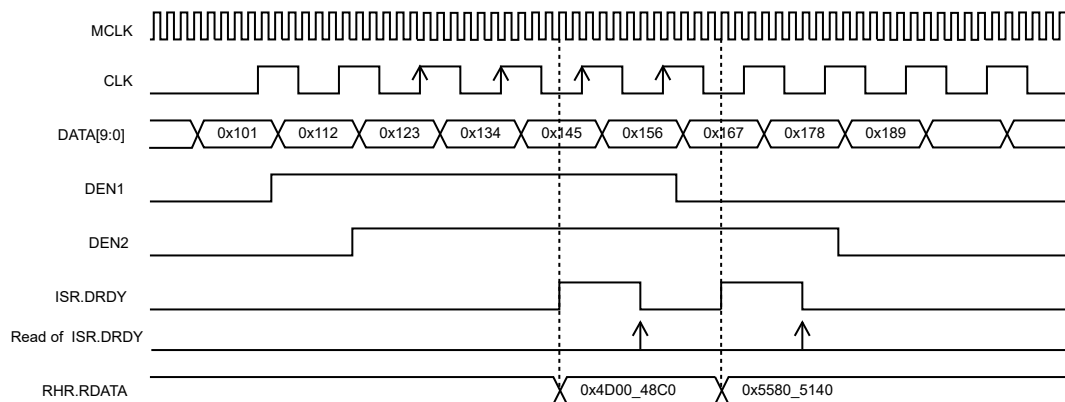 MCLK
CLK
DATA[9:0] 0x101 0x112 0x123 0x134 0x145 0x156 0x167 0x178 0x189
DEN1
DEN2
ISR.DRDY
Read of ISR.DRDY
RHR.RDATA 0x4D00_48C0 0x5580_5140